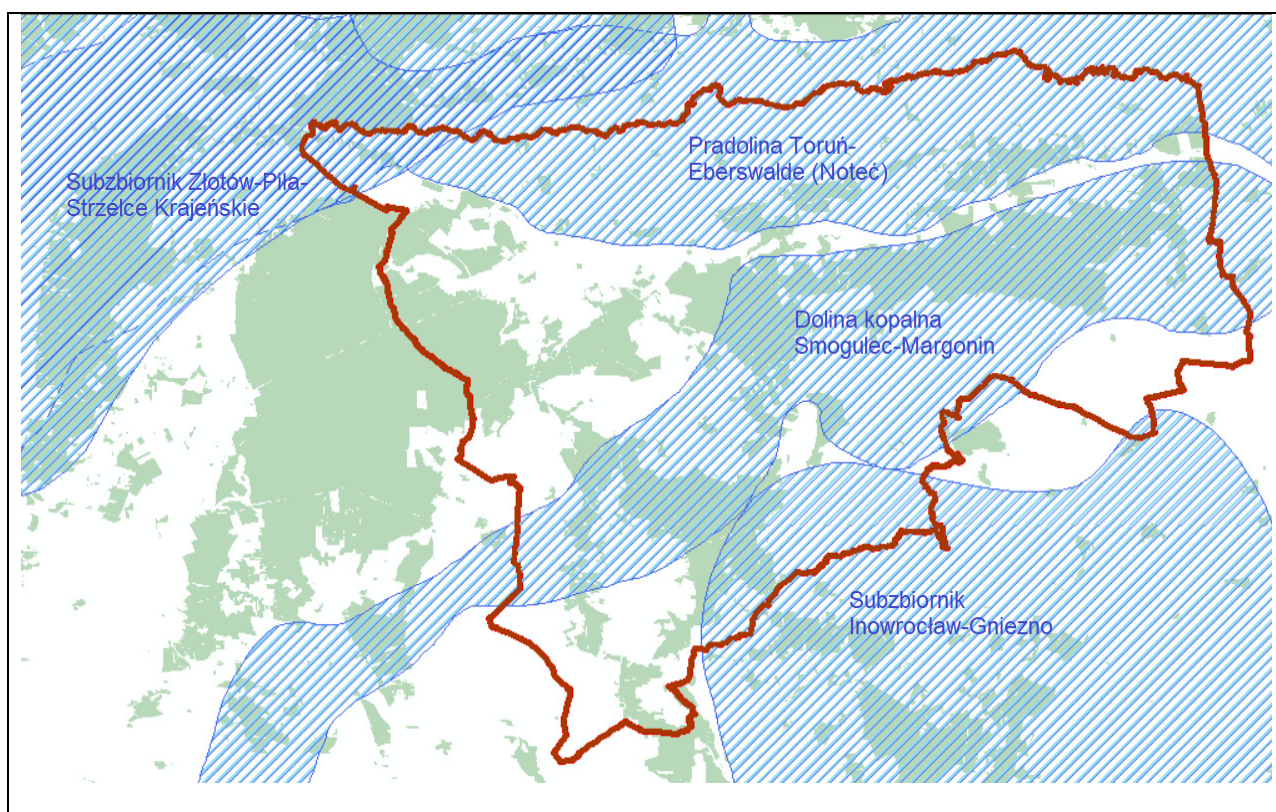 Pradolina Toruń-
Eberswalde (Noteć)
Subzbiornik Złotów-Piła-
Strzelce Krajeńskie
Dolina kopalna
Smogulec-Margonin
Subzbiornik
Inowrocław-Gniezno